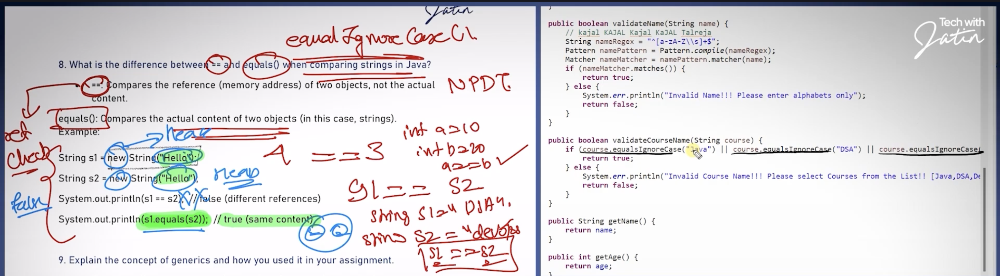 Jatin
equal Ignore Case ()
8. What is the difference between == and equals() when comparing strings in Java?
==: Compares the reference (memory address) of two objects, not the actual
content.
NPDT
equals(): Compares the actual content of two objects (in this case, strings).
Example:
heap
ref
check
String s1 = new String("Hello");
String s2 = new String("Hello");
Heap
System.out.println(s1 == s2); // false (different references)
false
System.out.println(s1.equals(s2)); // true (same content)
int a=10
int b=20
a==b
4 == 3
S1 == S2
String S1="DSA".
String S2 = "devops
S1 == S2
9. Explain the concept of generics and how you used it in your assignment.
}
public boolean validateName(String name) {
// kajal KAJAL Kajal KaJAL Talreja
String nameRegex = "^[a-zA-Z\\s]+$";
Pattern namePattern = Pattern.compile(nameRegex);
Matcher nameMatcher = namePattern.matcher(name);
if (nameMatcher.matches()) {
return true;
} else {
System.err.println("Invalid Name!!! Please enter alphabets only");
return false;
}
}
public boolean validateCourseName(String course) {
if (course.equalsIgnoreCase("Java") || course.equalsIgnoreCase("DSA") || course.equalsIgnoreCase(
return true;
} else {
System.err.println("Invalid Course Name!!! Please select Courses from the List!! [Java,DSA,De
return false;
}
}
public String getName() {
return name;
}
public int getAge() {
return age;
}
Tech with
Jatin